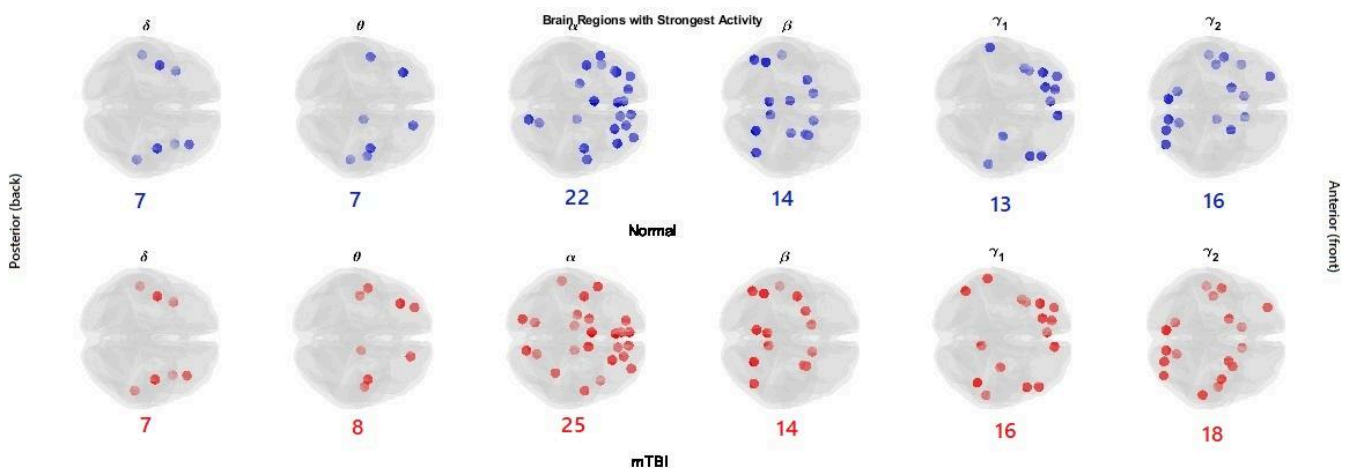 Brain Regions with Strongest Activity
δ
θ
α
β
γ1
γ2
7
7
22
14
13
16
Normal
Posterior (back)
Anterior (front)
δ
θ
α
β
γ1
γ2
7
8
25
14
16
18
mTBI